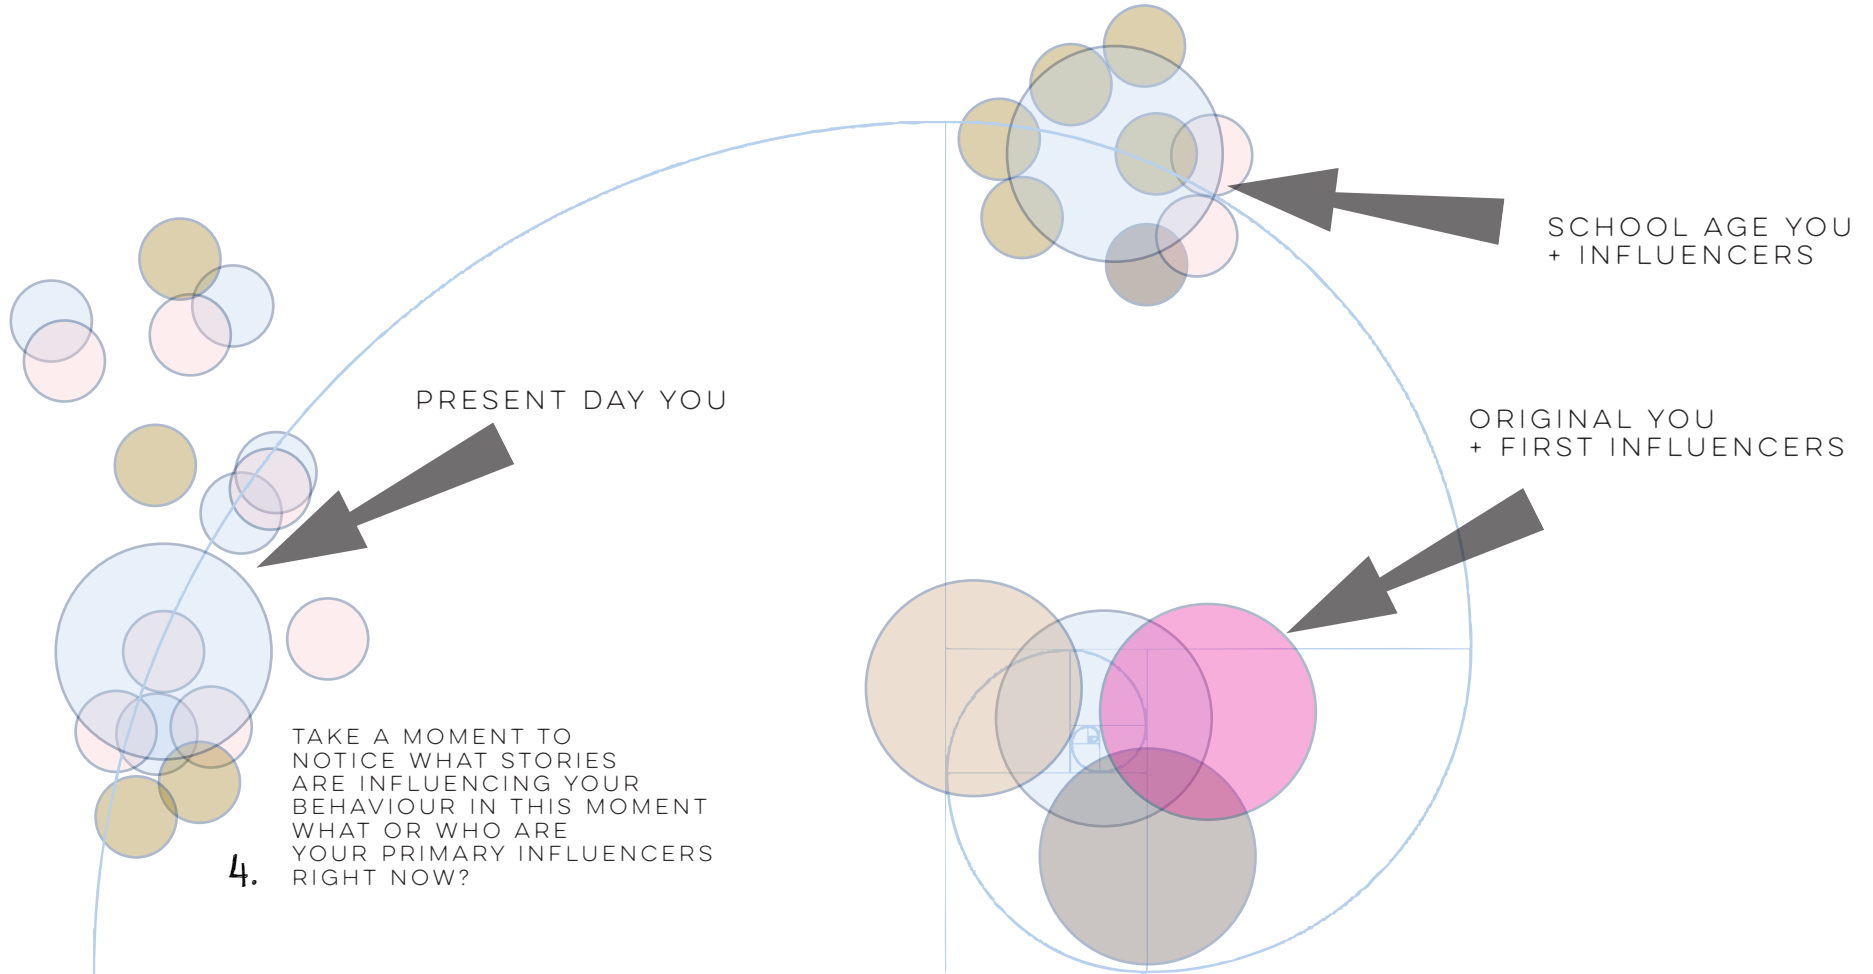 SCHOOL AGE YOU
+ INFLUENCERS
PRESENT DAY YOU
ORIGINAL YOU
+ FIRST INFLUENCERS
TAKE A MOMENT TO
NOTICE WHAT STORIES
ARE INFLUENCING YOUR
BEHAVIOUR IN THIS MOMENT
WHAT OR WHO ARE
YOUR PRIMARY INFLUENCERS
4. RIGHT NOW?